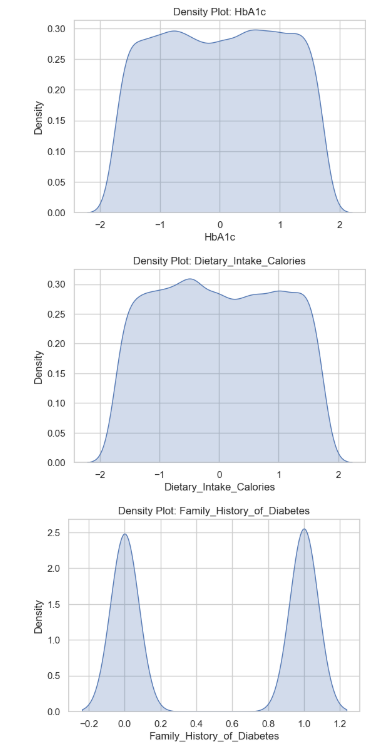 Density Plot: HbA1c
0.30
0.25
0.20
0.15
0.10
0.05
0.00
Density
−2 −1 0 1 2
HbA1c
Density Plot: Dietary_Intake_Calories
0.30
0.25
0.20
0.15
0.10
0.05
0.00
Density
−2 −1 0 1 2
Dietary_Intake_Calories
Density Plot: Family_History_of_Diabetes
2.5
2.0
1.5
1.0
0.5
0.0
Density
−0.2 0.0 0.2 0.4 0.6 0.8 1.0 1.2
Family_History_of_Diabetes